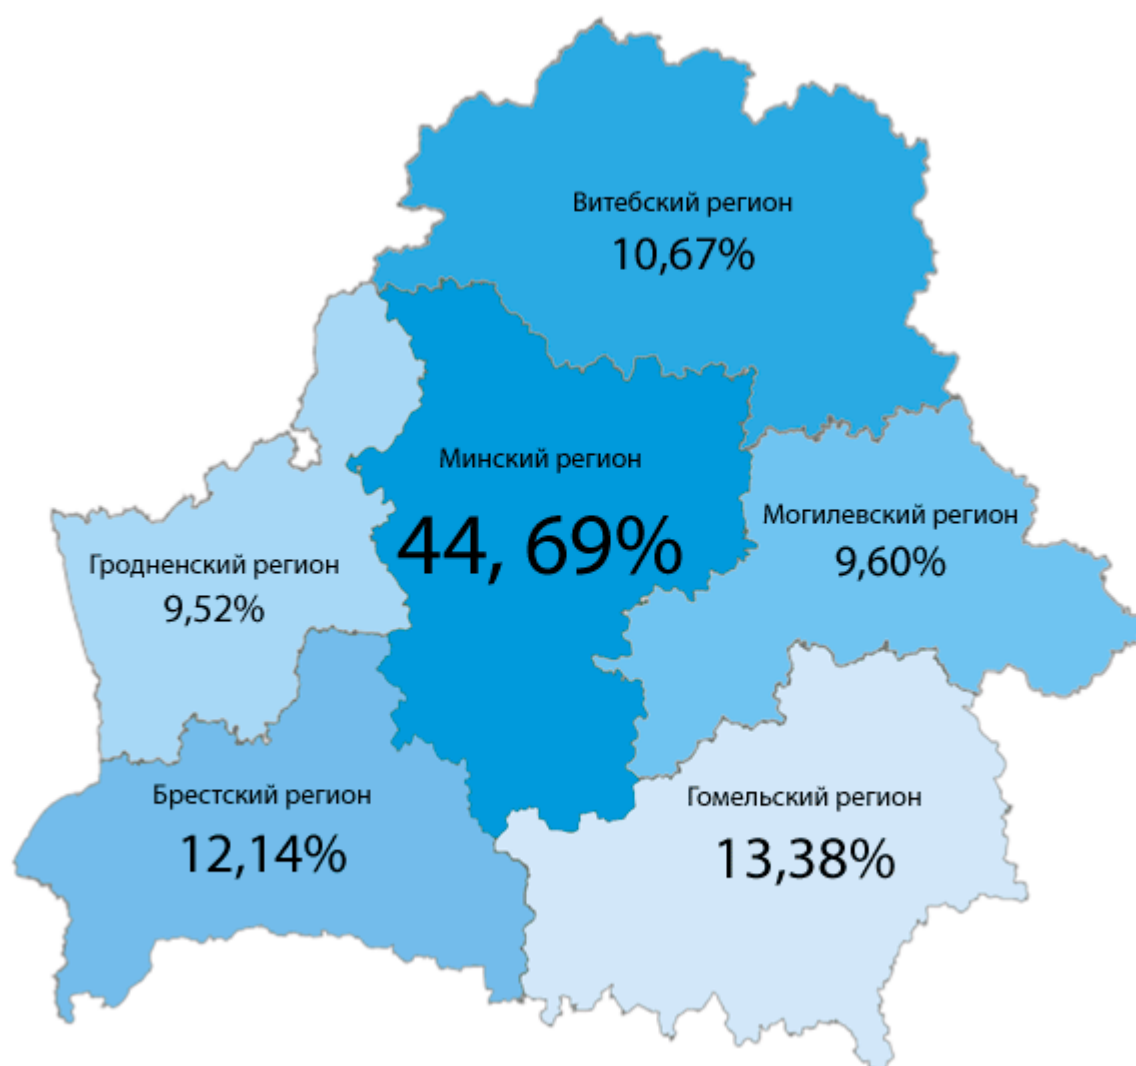 Витебский регион
10,67%
Минский регион
44, 69%
Могилевский регион
9,60%
Гродненский регион
9,52%
Брестский регион
12,14%
Гомельский регион
13,38%